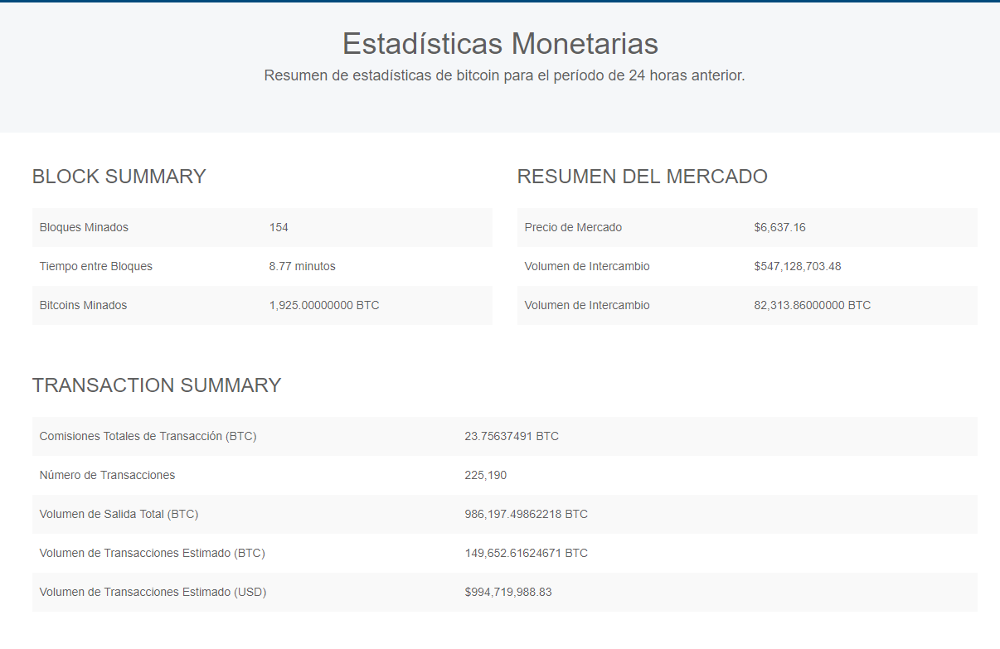 Estadísticas Monetarias
Resumen de estadísticas de bitcoin para el período de 24 horas anterior.
BLOCK SUMMARY
Bloques Minados 154
Tiempo entre Bloques 8.77 minutos
Bitcoins Minados 1,925.00000000 BTC
RESUMEN DEL MERCADO
Precio de Mercado $6,637.16
Volumen de Intercambio $547,128,703.48
Volumen de Intercambio 82,313.86000000 BTC
TRANSACTION SUMMARY
Comisiones Totales de Transacción (BTC) 23.75637491 BTC
Número de Transacciones 225,190
Volumen de Salida Total (BTC) 986,197.49862218 BTC
Volumen de Transacciones Estimado (BTC) 149,652.61624671 BTC
Volumen de Transacciones Estimado (USD) $994,719,988.83